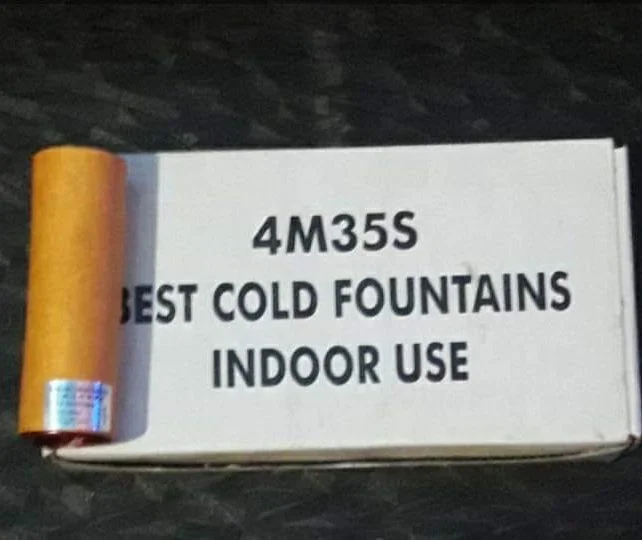 4M35S
BEST COLD FOUNTAINS
INDOOR USE